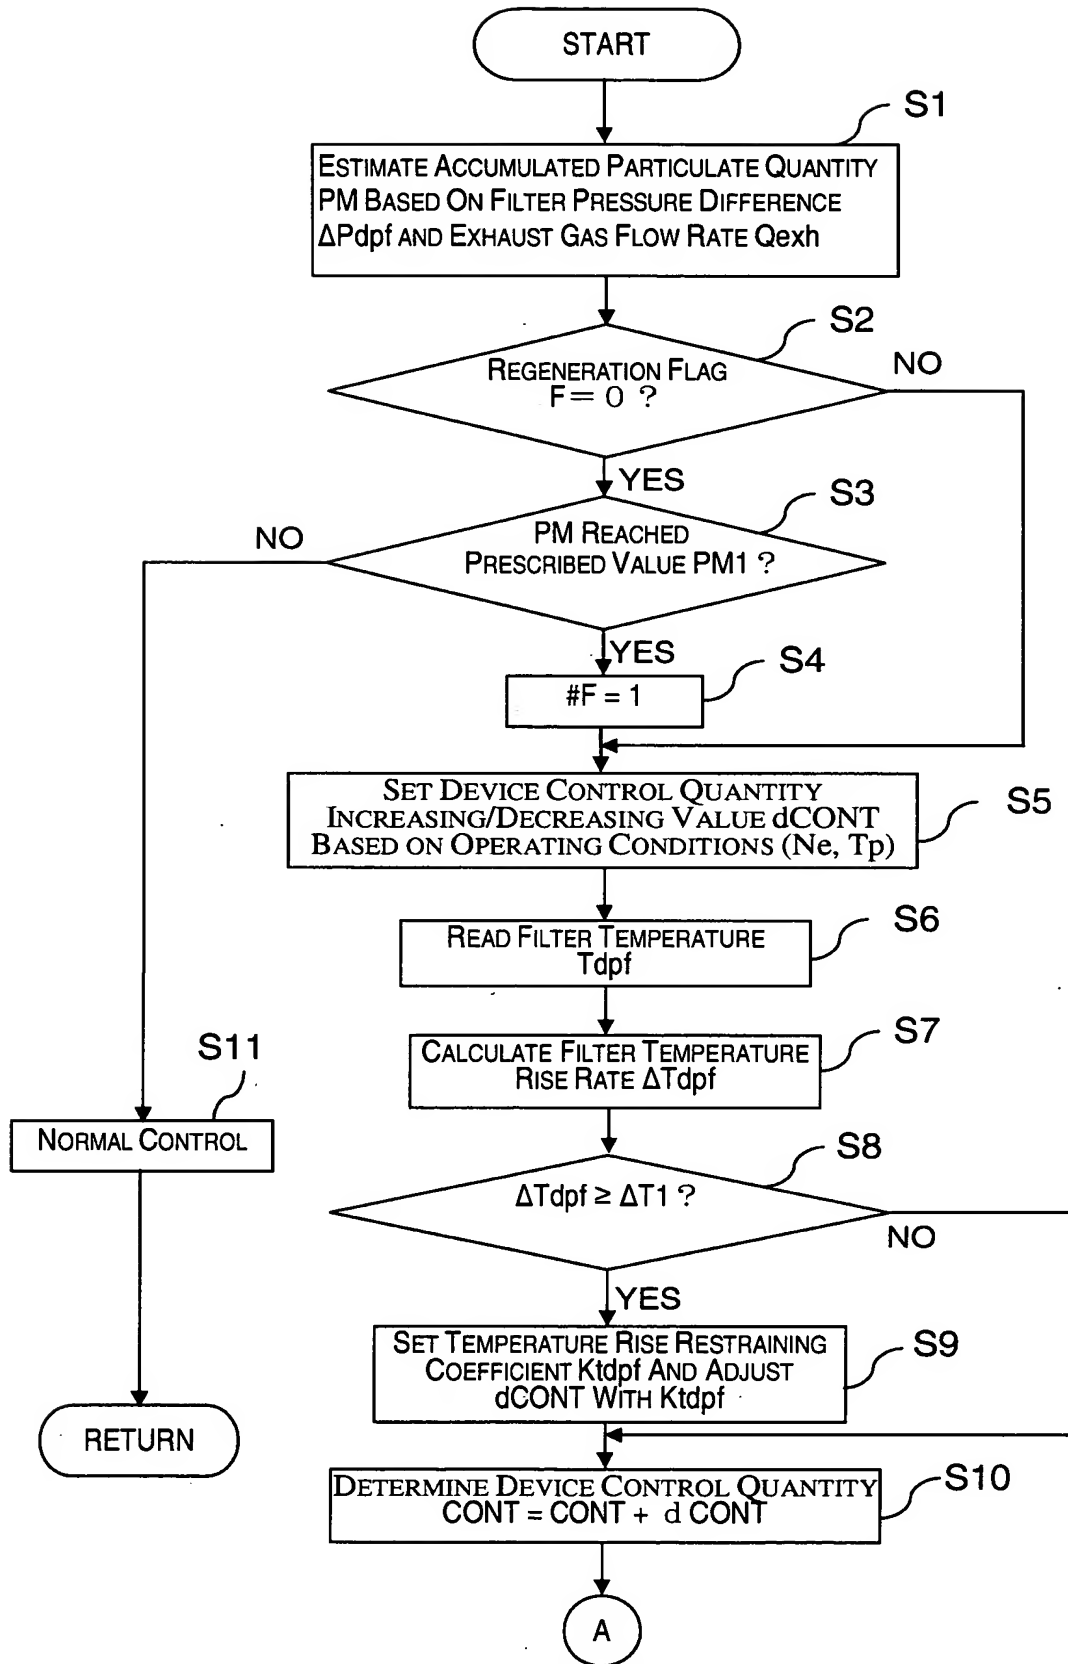 START
S1
ESTIMATE ACCUMULATED PARTICULATE QUANTITY
PM BASED ON FILTER PRESSURE DIFFERENCE
ΔPdpf AND EXHAUST GAS FLOW RATE Qexh
S2
REGENERATION FLAG
F = 0 ?
NO
YES
S3
PM REACHED
PRESCRIBED VALUE PM1 ?
NO
YES
S4
#F = 1
SET DEVICE CONTROL QUANTITY
INCREASING/DECREASING VALUE dCONT
BASED ON OPERATING CONDITIONS (Ne, Tp)
S5
S6
READ FILTER TEMPERATURE
Tdpf
S7
CALCULATE FILTER TEMPERATURE
RISE RATE ΔTdpf
S11
NORMAL CONTROL
S8
ΔTdpf ≥ ΔT1 ?
NO
YES
S9
SET TEMPERATURE RISE RESTRAINING
COEFFICIENT Ktdpf AND ADJUST
dCONT WITH Ktdpf
RETURN
S10
DETERMINE DEVICE CONTROL QUANTITY
CONT = CONT + d CONT
A